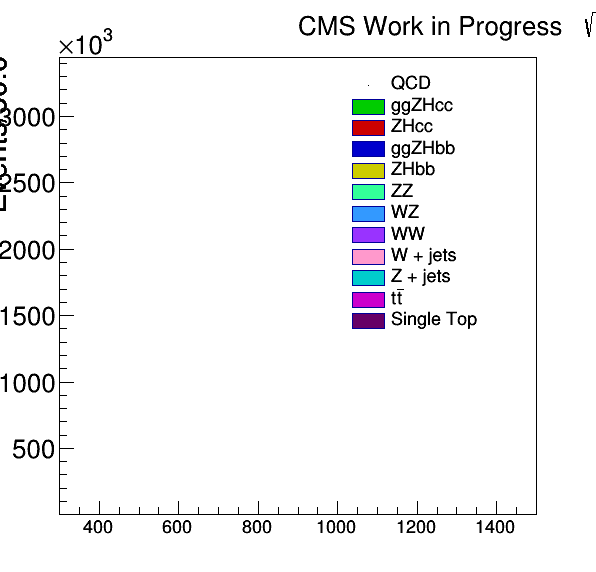 CMS Work in Progress √
×10³
3000
2500
2000
1500
1000
500
QCD
ggZHcc
ZHcc
ggZHbb
ZHbb
ZZ
WZ
WW
W + jets
Z + jets
tt̄
Single Top
400 600 800 1000 1200 1400